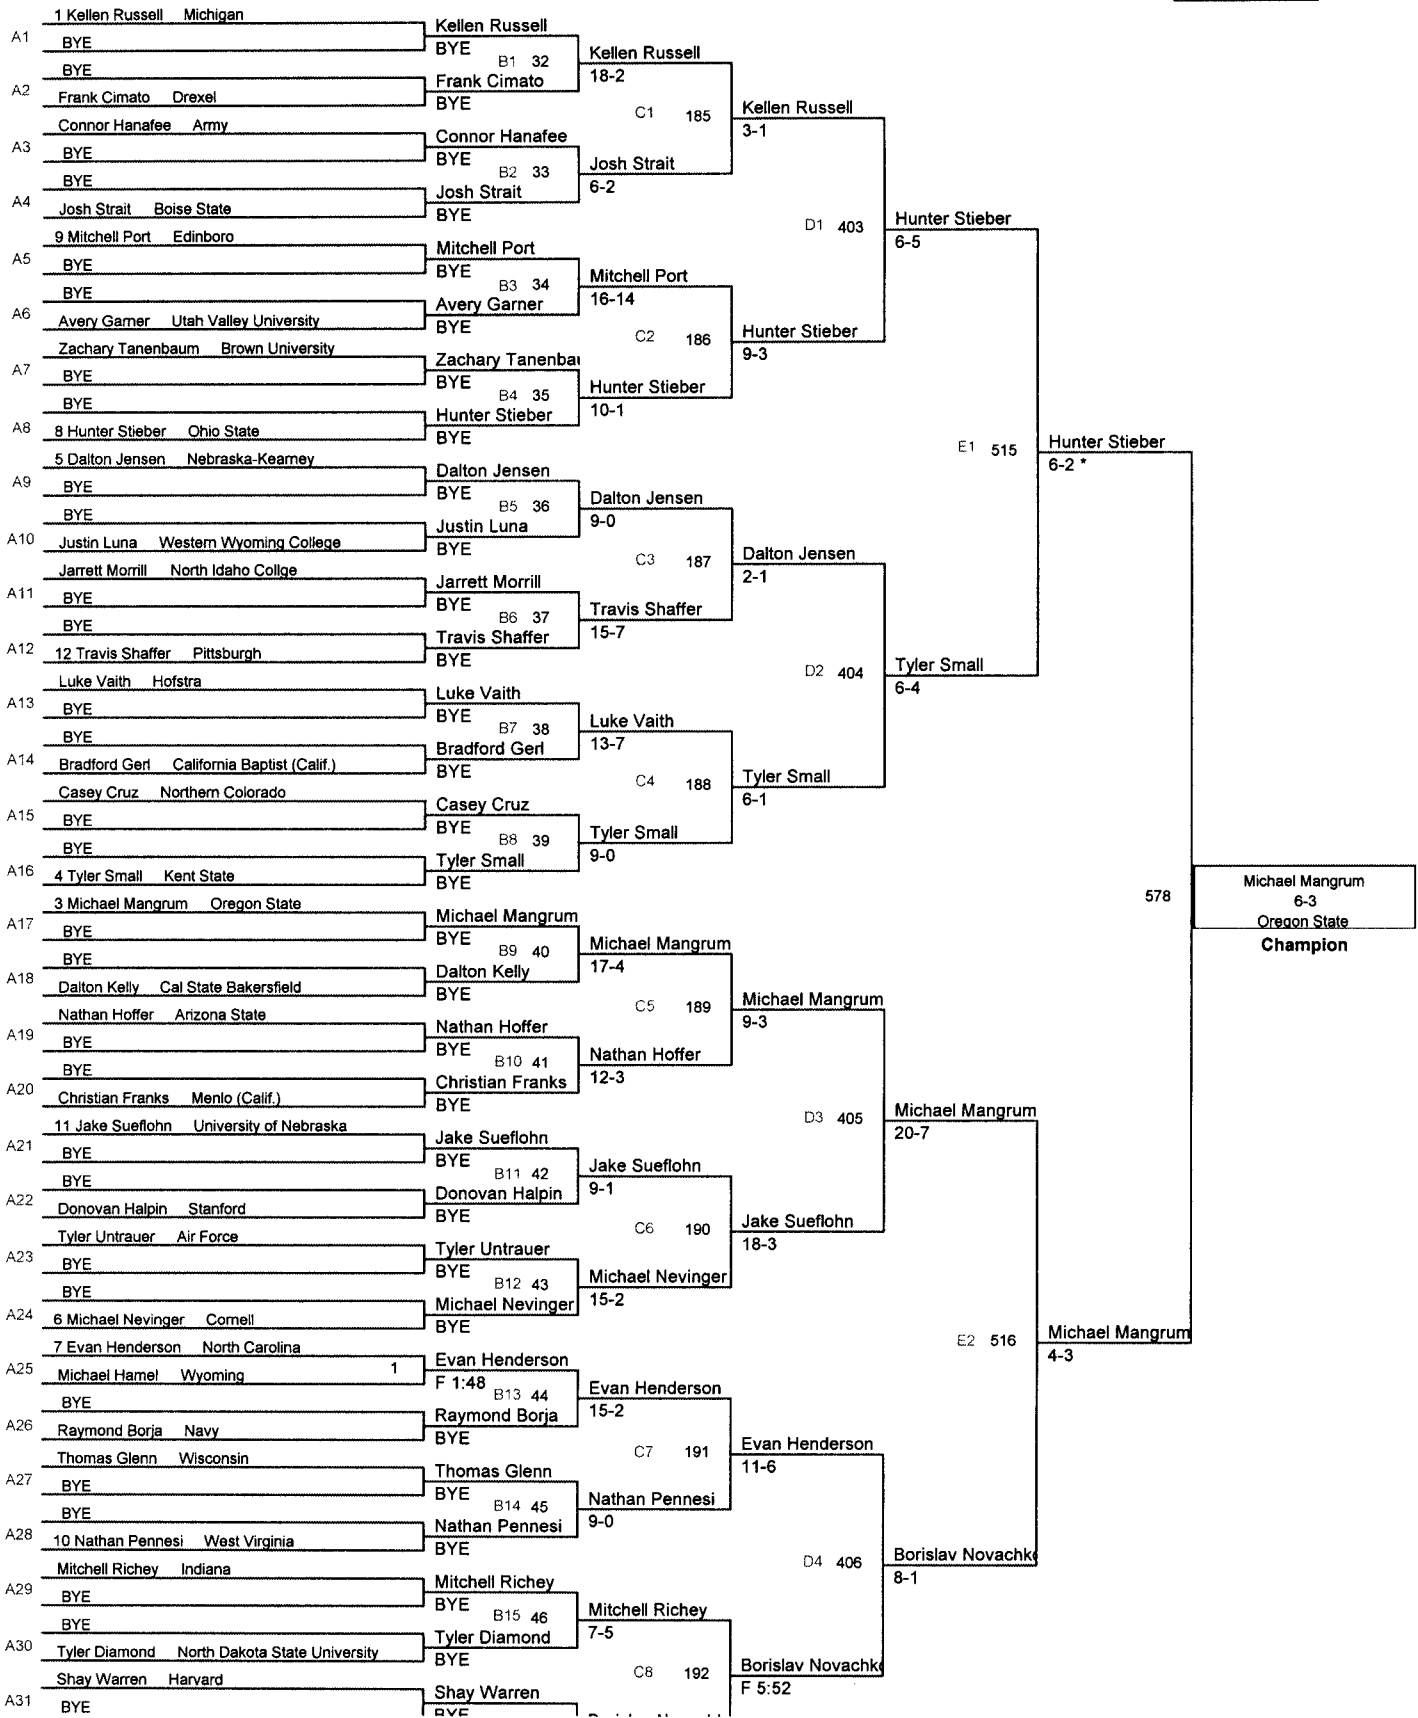 1 Kellen Russell Michigan
A1
BYE
Kellen Russell
BYE
B1 32
BYE
A2
Frank Cimato Drexel
Frank Cimato
BYE
Kellen Russell
18-2
C1 185
Connor Hanafee Army
A3
BYE
Connor Hanafee
BYE
B2 33
BYE
A4
Josh Strait Boise State
Josh Strait
BYE
Josh Strait
6-2
Kellen Russell
3-1
D1 403
9 Mitchell Port Edinboro
A5
BYE
Mitchell Port
BYE
B3 34
BYE
A6
Avery Garner Utah Valley University
Avery Garner
BYE
Mitchell Port
16-14
C2 186
Zachary Tanenbaum Brown University
A7
BYE
Zachary Tanenbau
BYE
B4 35
BYE
A8
8 Hunter Stieber Ohio State
Hunter Stieber
BYE
Hunter Stieber
10-1
Hunter Stieber
9-3
Hunter Stieber
6-5
E1 515
5 Dalton Jensen Nebraska-Kearney
A9
BYE
Dalton Jensen
BYE
B5 36
BYE
A10
Justin Luna Western Wyoming College
Justin Luna
BYE
Dalton Jensen
9-0
C3 187
Jarrett Morrill North Idaho Collge
A11
BYE
Jarrett Morrill
BYE
B6 37
BYE
A12
12 Travis Shaffer Pittsburgh
Travis Shaffer
BYE
Travis Shaffer
15-7
Dalton Jensen
2-1
D2 404
Luke Vaith Hofstra
A13
BYE
Luke Vaith
BYE
B7 38
BYE
A14
Bradford Gerl California Baptist (Calif.)
Bradford Gerl
BYE
Luke Vaith
13-7
C4 188
Casey Cruz Northern Colorado
A15
BYE
Casey Cruz
BYE
B8 39
BYE
A16
4 Tyler Small Kent State
Tyler Small
BYE
Tyler Small
9-0
Tyler Small
6-1
Tyler Small
6-4
Hunter Stieber
6-2 *
578
Michael Mangrum
6-3
Oregon State
Champion
3 Michael Mangrum Oregon State
A17
BYE
Michael Mangrum
BYE
B9 40
BYE
A18
Dalton Kelly Cal State Bakersfield
Dalton Kelly
BYE
Michael Mangrum
17-4
C5 189
Nathan Hoffer Arizona State
A19
BYE
Nathan Hoffer
BYE
B10 41
BYE
A20
Christian Franks Menlo (Calif.)
Christian Franks
BYE
Nathan Hoffer
12-3
Michael Mangrum
9-3
D3 405
11 Jake Sueflohn University of Nebraska
A21
BYE
Jake Sueflohn
BYE
B11 42
BYE
A22
Donovan Halpin Stanford
Donovan Halpin
BYE
Jake Sueflohn
9-1
C6 190
Tyler Untrauer Air Force
A23
BYE
Tyler Untrauer
BYE
B12 43
BYE
A24
6 Michael Nevinger Cornell
Michael Nevinger
BYE
Michael Nevinger
15-2
Jake Sueflohn
18-3
Michael Mangrum
20-7
E2 516
Michael Mangrum
4-3
7 Evan Henderson North Carolina
A25
Michael Hamel Wyoming 1
Evan Henderson
F 1:48
B13 44
BYE
A26
Raymond Borja Navy
Raymond Borja
BYE
Evan Henderson
15-2
C7 191
Thomas Glenn Wisconsin
A27
BYE
Thomas Glenn
BYE
B14 45
BYE
A28
10 Nathan Pennesi West Virginia
Nathan Pennesi
BYE
Nathan Pennesi
9-0
Evan Henderson
11-6
D4 406
Borislav Novachk
8-1
Mitchell Richey Indiana
A29
BYE
Mitchell Richey
BYE
B15 46
BYE
A30
Tyler Diamond North Dakota State University
Tyler Diamond
BYE
Mitchell Richey
7-5
C8 192
Borislav Novachk
F 5:52
Shay Warren Harvard
A31
BYE
Shay Warren
BYE